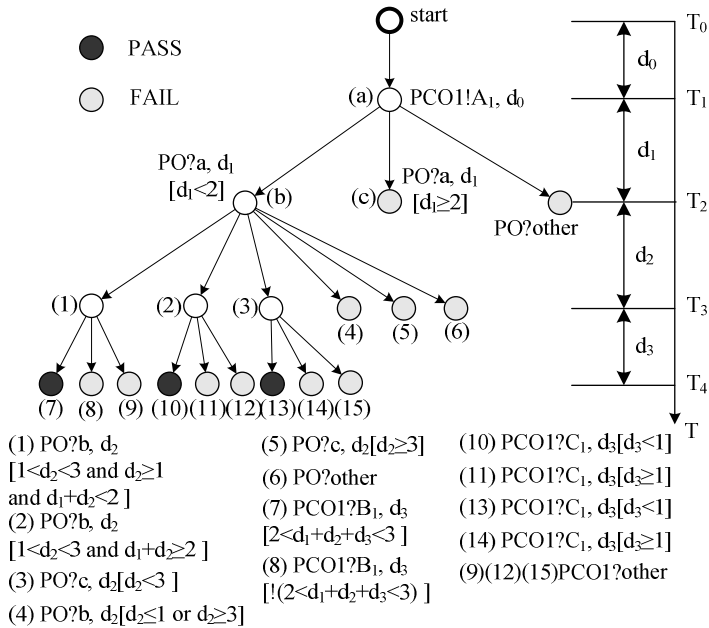 start
T₀
PASS
d₀
FAIL
(a) PCO1!A₁, d₀
T₁
d₁
PO?a, d₁
[d₁<2]
(b)
(c)
PO?a, d₁
[d₁≥2]
PO?other
T₂
d₂
(1)
(2)
(3)
(4)
(5)
(6)
T₃
d₃
(7)
(8)
(9)
(10)
(11)
(12)
(13)
(14)
(15)
T₄
T
(1) PO?b, d₂
[1<d₂<3 and d₂≥1
and d₁+d₂<2 ]
(2) PO?b, d₂
[1<d₂<3 and d₁+d₂≥2 ]
(3) PO?c, d₂[d₂<3 ]
(4) PO?b, d₂[d₂≤1 or d₂≥3]
(5) PO?c, d₂[d₂≥3]
(6) PO?other
(7) PCO1?B₁, d₃
[2<d₁+d₂+d₃<3 ]
(8) PCO1?B₁, d₃
[!(2<d₁+d₂+d₃<3) ]
(10) PCO1?C₁, d₃[d₃<1]
(11) PCO1?C₁, d₃[d₃≥1]
(13) PCO1?C₁, d₃[d₃<1]
(14) PCO1?C₁, d₃[d₃≥1]
(9)(12)(15)PCO1?other